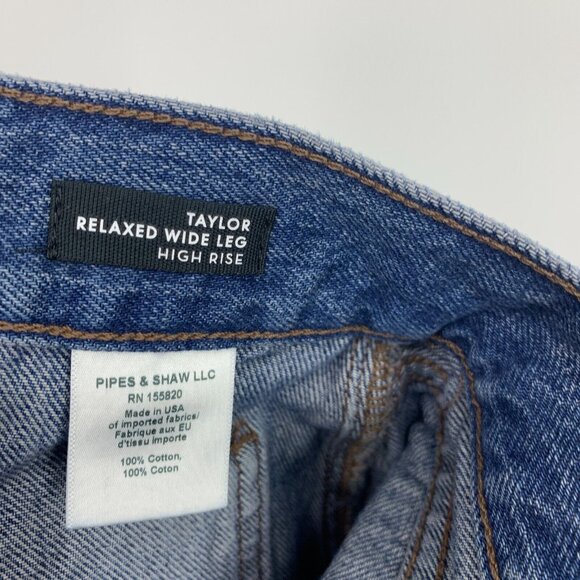 TAYLOR
RELAXED WIDE LEG
HIGH RISE
PIPES & SHAW LLC
RN 155820
Made in USA
of imported fabrics/
Fabrique aux EU
d'tissu importe
100% Cotton,
100% Coton